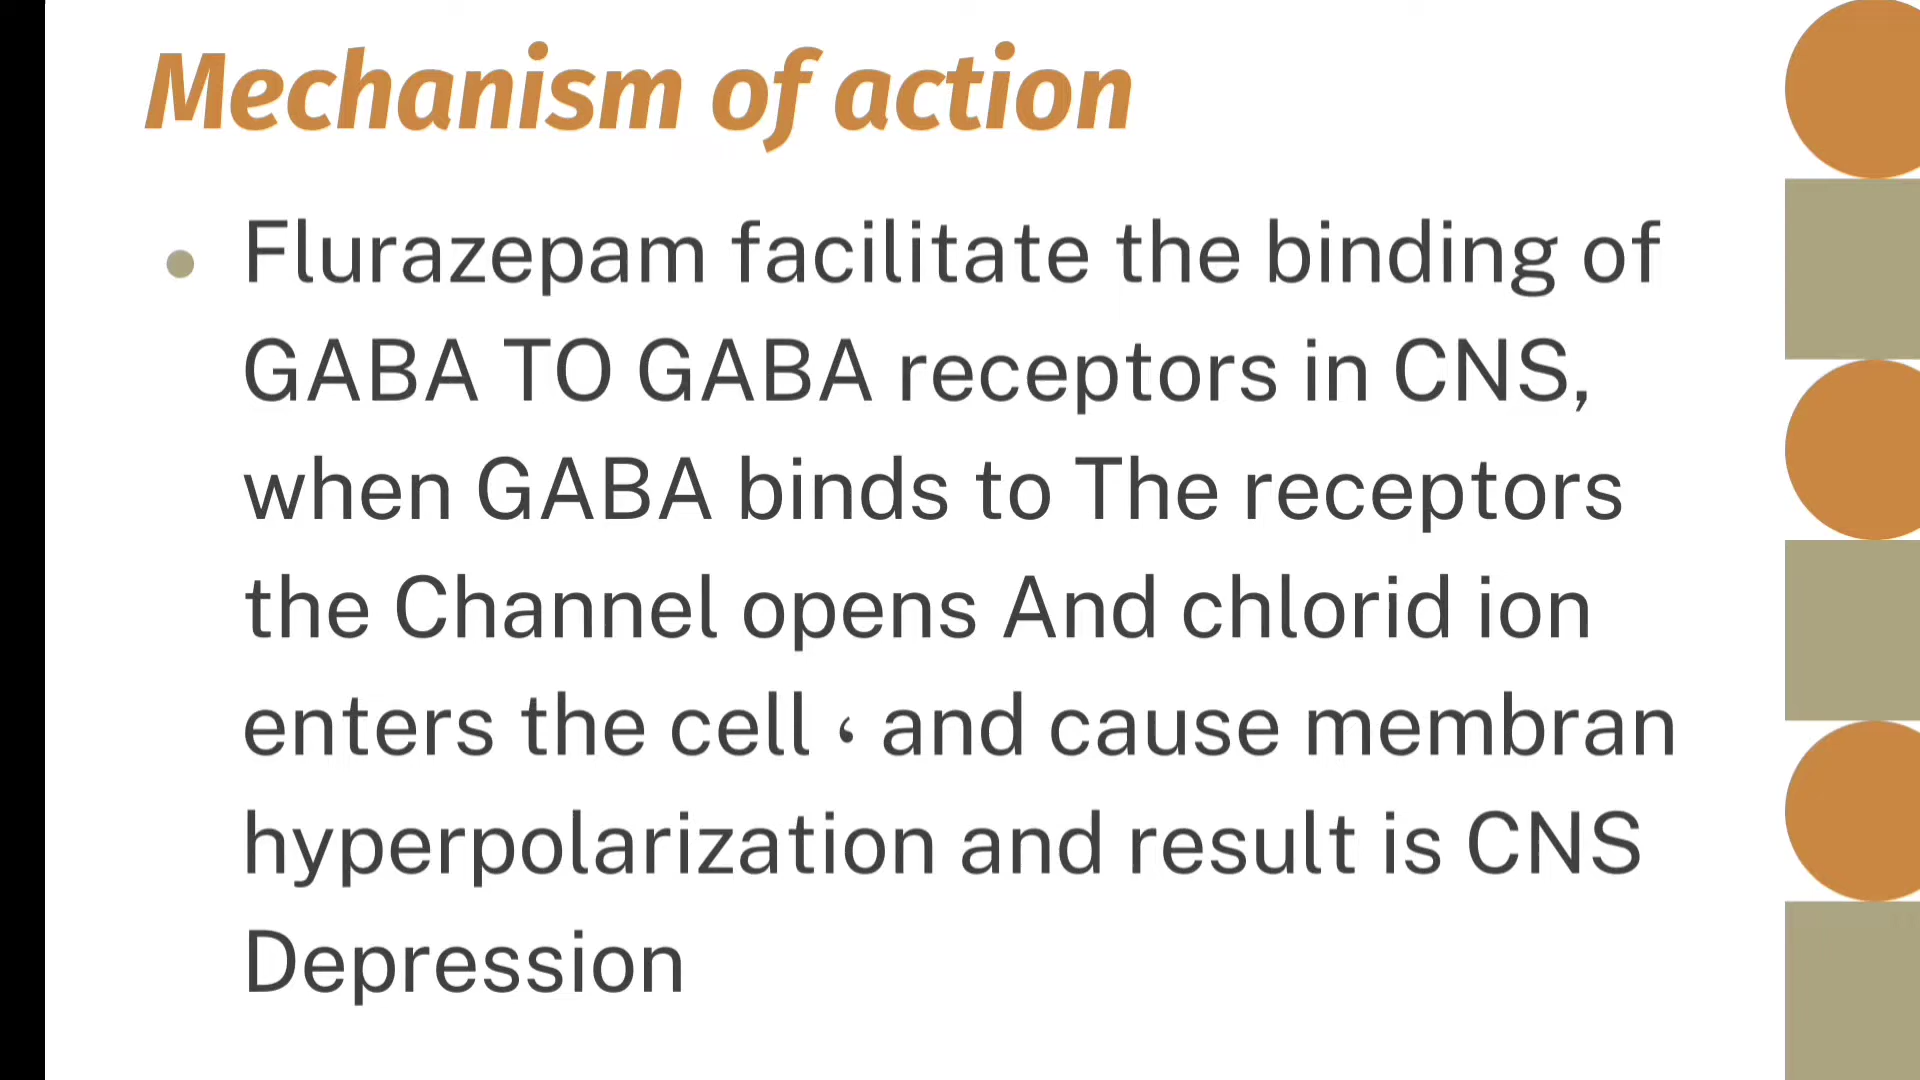 Mechanism of action
• Flurazepam facilitate the binding of
GABA TO GABA receptors in CNS,
when GABA binds to The receptors
the Channel opens And chlorid ion
enters the cell ، and cause membran
hyperpolarization and result is CNS
Depression